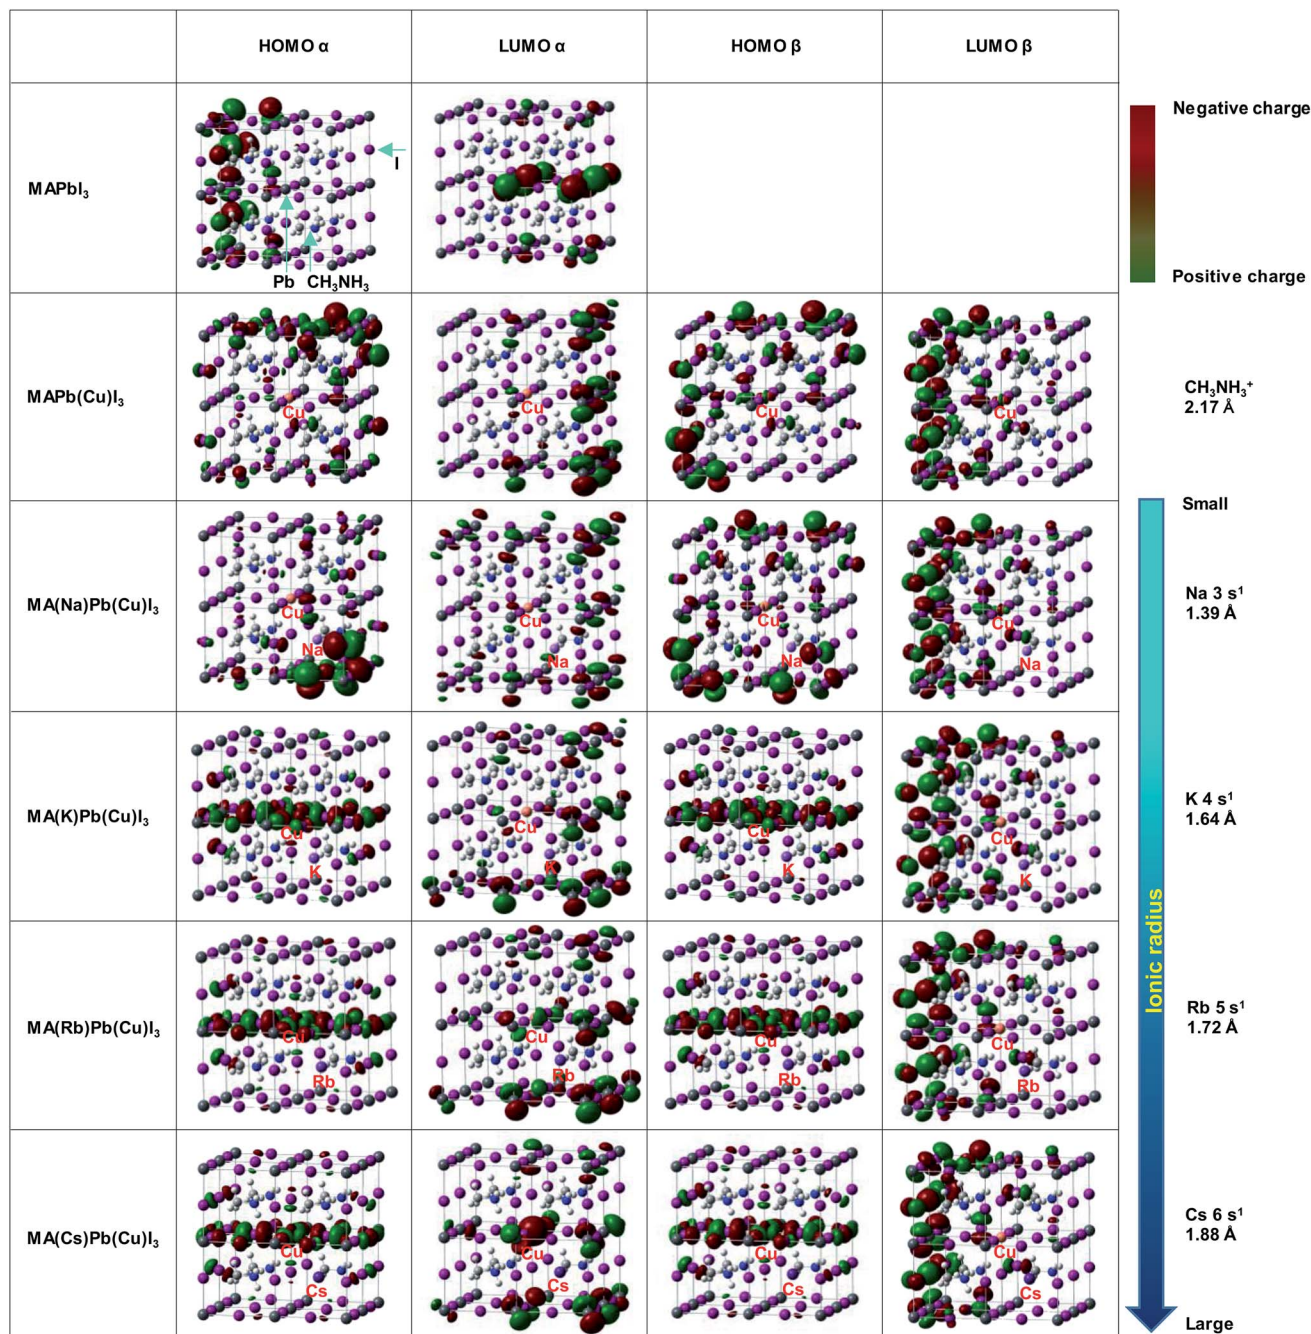 HOMO α
LUMO α
HOMO β
LUMO β
MAPbI₃
I
Pb
CH₃NH₃
Negative charge
Positive charge
MAPb(Cu)I₃
Cu
Cu
Cu
Cu
CH₃NH₃⁺
2.17 Å
Small
MA(Na)Pb(Cu)I₃
Cu
Na
Cu
Na
Cu
Na
Cu
Na
Na 3 s¹
1.39 Å
MA(K)Pb(Cu)I₃
Cu
K
Cu
K
Cu
K
Cu
K
K 4 s¹
1.64 Å
Ionic radius
MA(Rb)Pb(Cu)I₃
Cu
Rb
Cu
Rb
Cu
Rb
Cu
Rb
Rb 5 s¹
1.72 Å
MA(Cs)Pb(Cu)I₃
Cu
Cs
Cu
Cs
Cu
Cs
Cu
Cs
Cs 6 s¹
1.88 Å
Large